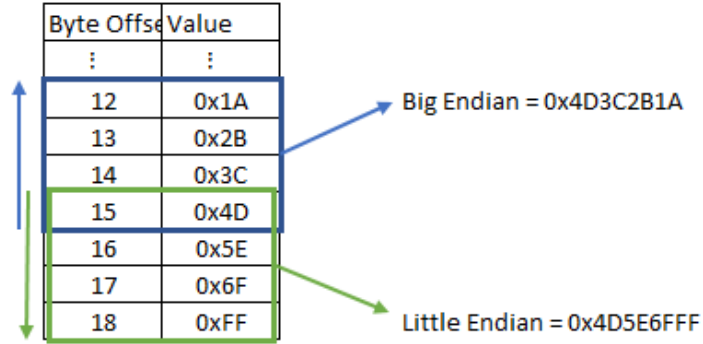 Byte Offse Value
⋮ ⋮
12 0x1A
13 0x2B
14 0x3C
15 0x4D
16 0x5E
17 0x6F
18 0xFF
Big Endian = 0x4D3C2B1A
Little Endian = 0x4D5E6FFF